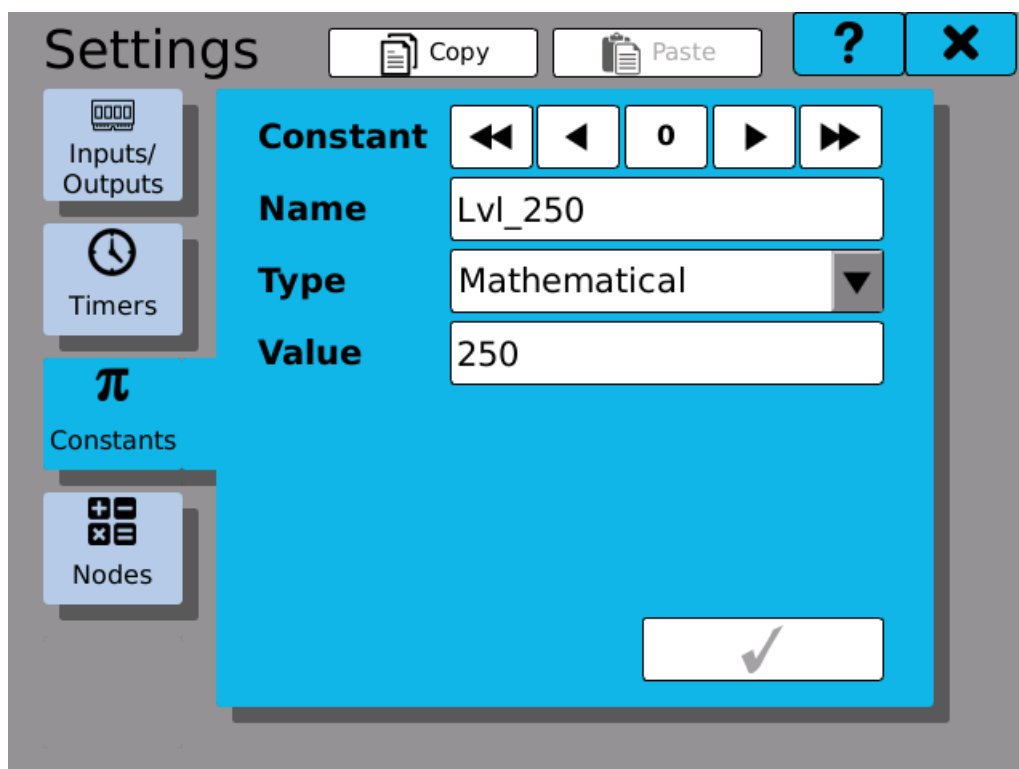 Settings
Copy
Paste
?
Inputs/
Outputs
Timers
π
Constants
Nodes
Constant 0
Name Lvl_250
Type Mathematical
Value 250